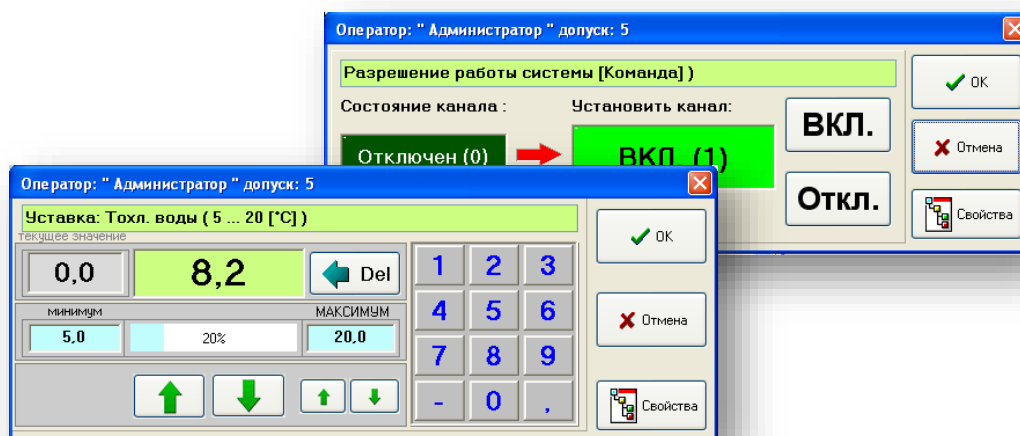 Оператор: " Администратор " допуск: 5
Разрешение работы системы [Команда] )
Состояние канала :
Установить канал:
Отключен (0)
ВКЛ. (1)
ВКЛ.
Откл.
OK
Отмена
Свойства
Оператор: " Администратор " допуск: 5
Уставка: Тохл. воды ( 5 ... 20 [°C] )
текущее значение
0,0
8,2
Del
минимум
МАКСИМУМ
5,0
20%
20,0
1 2 3
4 5 6
7 8 9
- 0 ,
OK
Отмена
Свойства